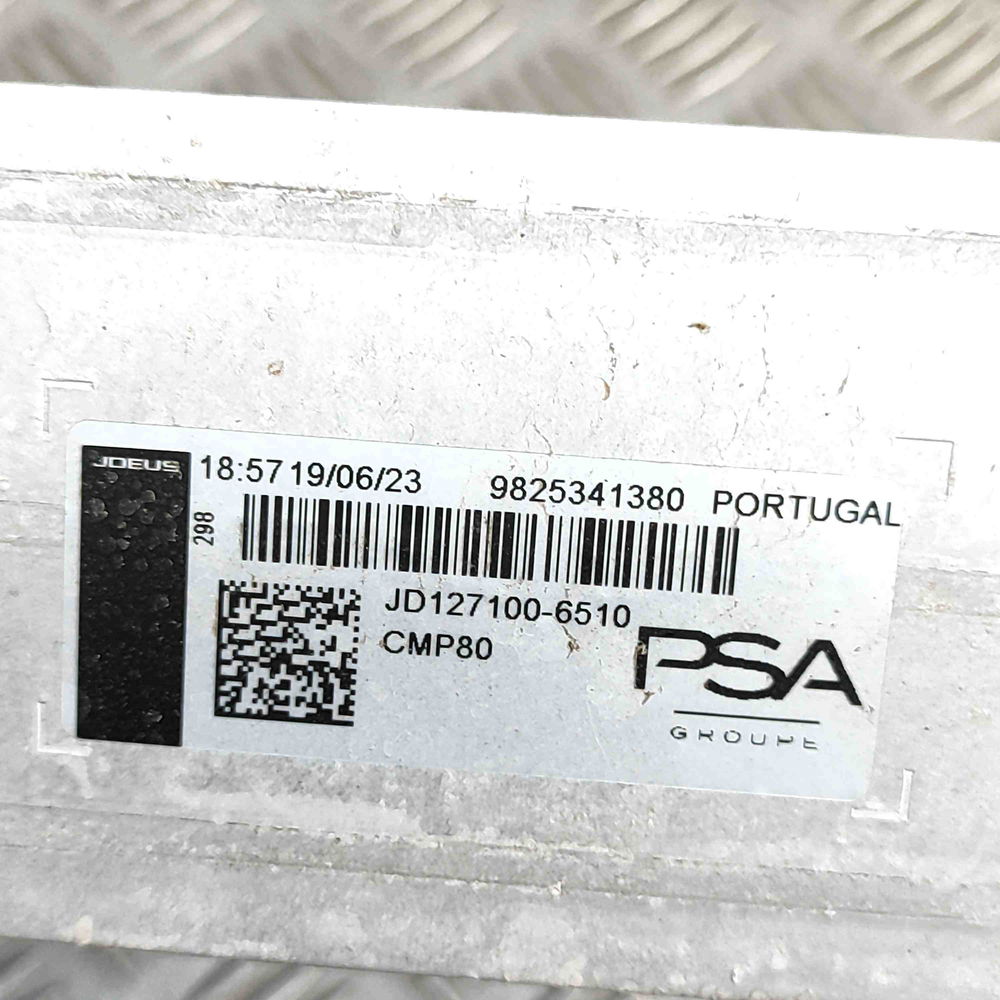 JDEUS 18:57 19/06/23 9825341380 PORTUGAL
298
JD127100-6510
CMP80
PSA
GROUPE